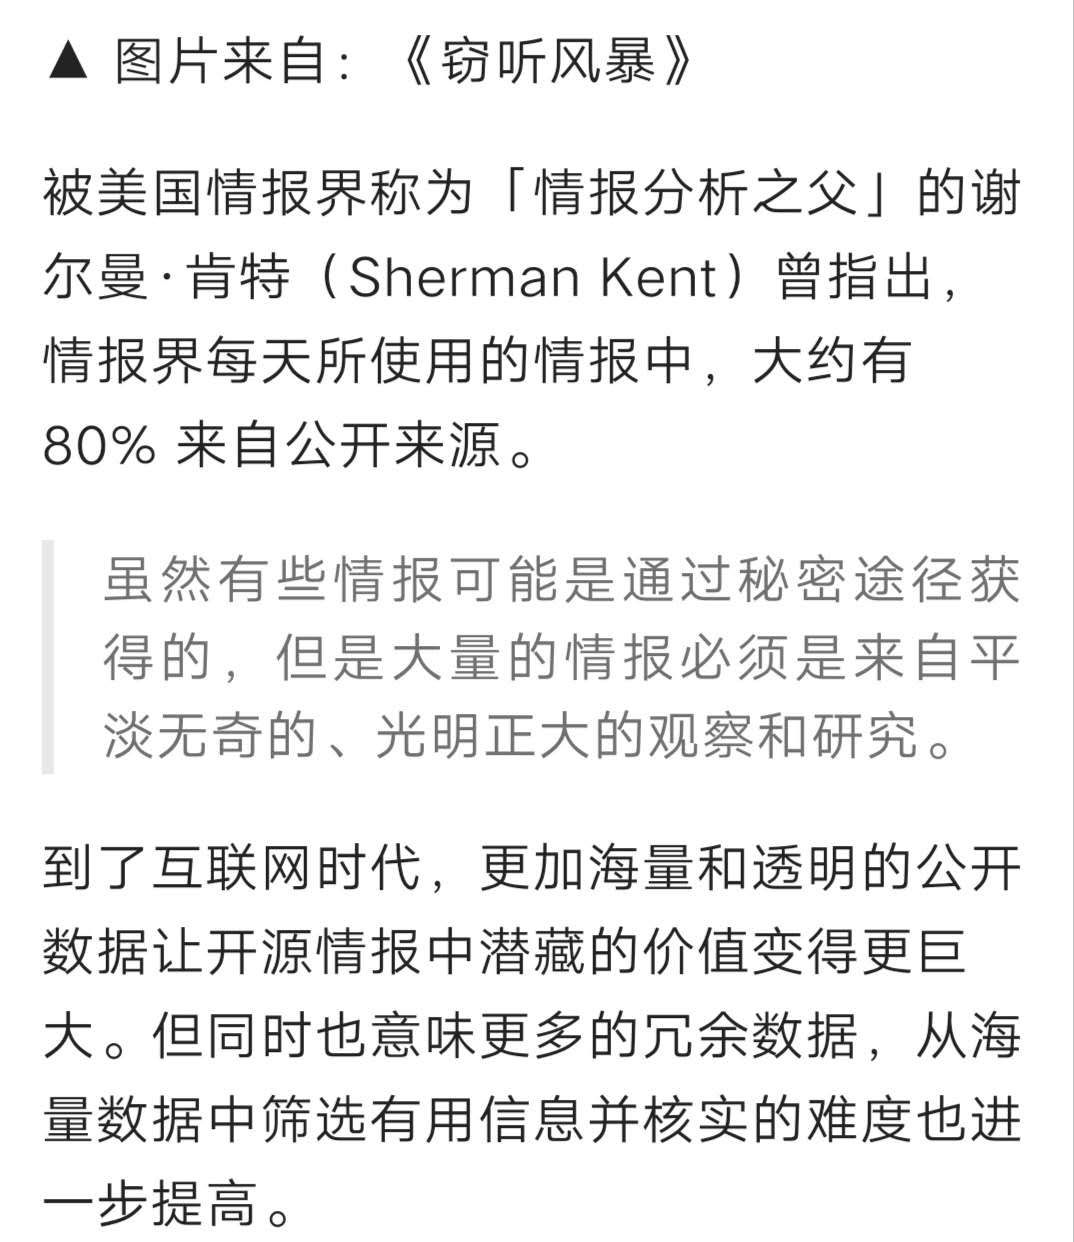 ▲ 图片来自：《窃听风暴》
被美国情报界称为「情报分析之父」的谢
尔曼·肯特（Sherman Kent）曾指出，
情报界每天所使用的情报中，大约有
80% 来自公开来源。
虽然有些情报可能是通过秘密途径获
得的，但是大量的情报必须是来自平
淡无奇的、光明正大的观察和研究。
到了互联网时代，更加海量和透明的公开
数据让开源情报中潜藏的价值变得更巨
大。但同时也意味更多的冗余数据，从海
量数据中筛选有用信息并核实的难度也进
一步提高。